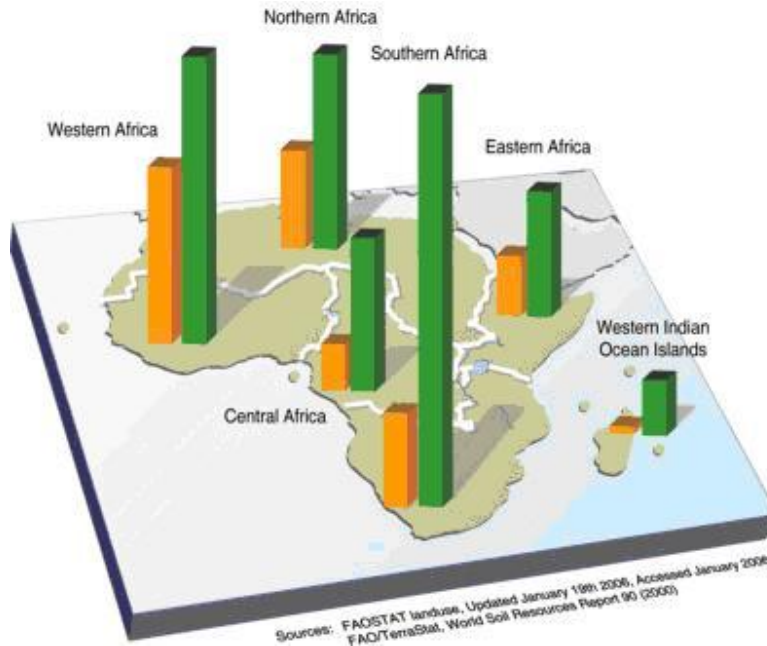 Northern Africa
Southern Africa
Western Africa
Eastern Africa
Western Indian
Ocean Islands
Central Africa
Sources: FAOSTAT landuse, Updated January 19th 2006, Accessed January 2006
FAO/TerraStat, World Soil Resources Report 90 (2000)